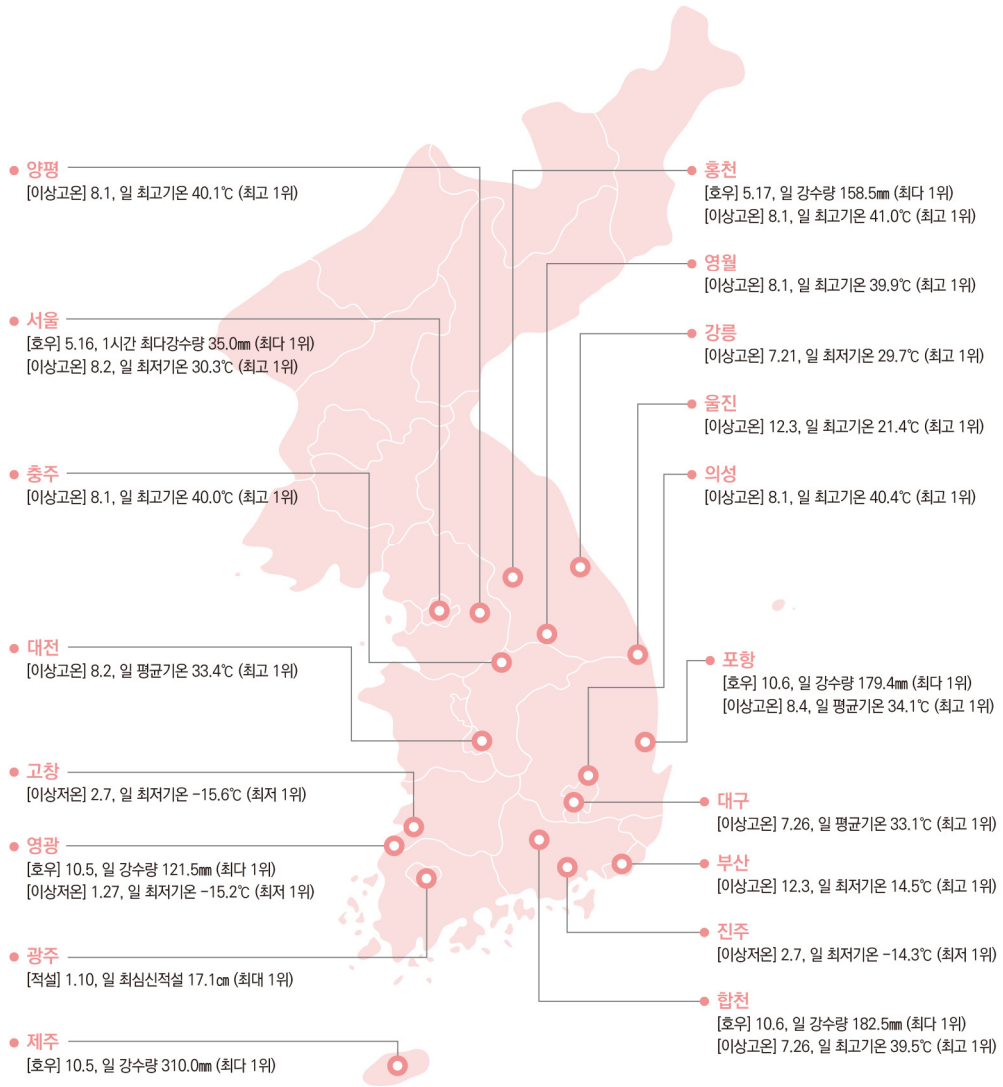 양평
[이상고온] 8.1, 일 최고기온 40.1℃ (최고 1위)
서울
[호우] 5.16, 1시간 최다강수량 35.0㎜ (최다 1위)
[이상고온] 8.2, 일 최저기온 30.3℃ (최고 1위)
충주
[이상고온] 8.1, 일 최고기온 40.0℃ (최고 1위)
대전
[이상고온] 8.2, 일 평균기온 33.4℃ (최고 1위)
고창
[이상저온] 2.7, 일 최저기온 -15.6℃ (최저 1위)
영광
[호우] 10.5, 일 강수량 121.5㎜ (최다 1위)
[이상저온] 1.27, 일 최저기온 -15.2℃ (최저 1위)
광주
[적설] 1.10, 일 최심신적설 17.1㎝ (최대 1위)
제주
[호우] 10.5, 일 강수량 310.0㎜ (최다 1위)
홍천
[호우] 5.17, 일 강수량 158.5㎜ (최다 1위)
[이상고온] 8.1, 일 최고기온 41.0℃ (최고 1위)
영월
[이상고온] 8.1, 일 최고기온 39.9℃ (최고 1위)
강릉
[이상고온] 7.21, 일 최저기온 29.7℃ (최고 1위)
울진
[이상고온] 12.3, 일 최고기온 21.4℃ (최고 1위)
의성
[이상고온] 8.1, 일 최고기온 40.4℃ (최고 1위)
포항
[호우] 10.6, 일 강수량 179.4㎜ (최다 1위)
[이상고온] 8.4, 일 평균기온 34.1℃ (최고 1위)
대구
[이상고온] 7.26, 일 평균기온 33.1℃ (최고 1위)
부산
[이상고온] 12.3, 일 최저기온 14.5℃ (최고 1위)
진주
[이상저온] 2.7, 일 최저기온 -14.3℃ (최저 1위)
합천
[호우] 10.6, 일 강수량 182.5㎜ (최다 1위)
[이상고온] 7.26, 일 최고기온 39.5℃ (최고 1위)